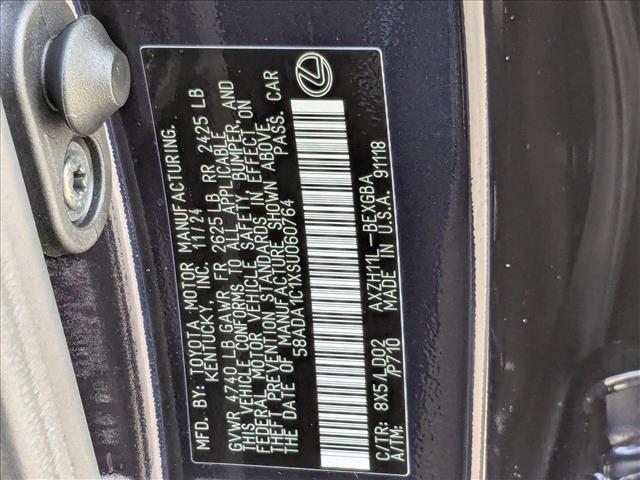 MFD. BY: TOYOTA MOTOR MANUFACTURING,
KENTUCKY, INC. 11/24
GVWR 4740 LB GAWR FR 2625 LB RR 2425 LB
THIS VEHICLE CONFORMS TO ALL APPLICABLE
FEDERAL MOTOR VEHICLE SAFETY, BUMPER, AND
THEFT PREVENTION STANDARDS IN EFFECT ON
THE DATE OF MANUFACTURE SHOWN ABOVE.
58ADA1C1XSU060764 PASS. CAR
C/TR: 8X5/LD02 AXZH11L-BEXGBA
A/TM: /P710 MADE IN U.S.A. 91118